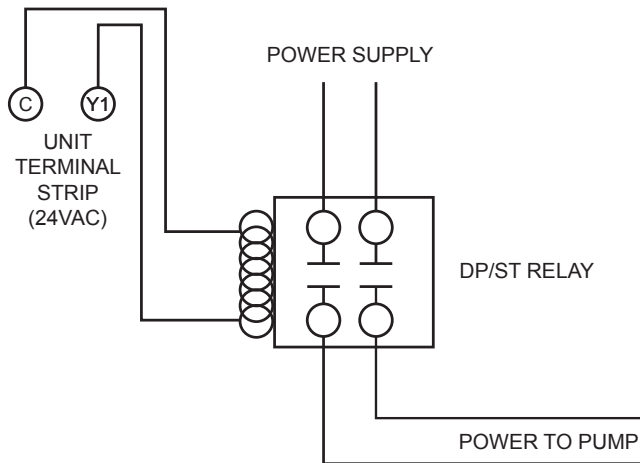 POWER SUPPLY
C
Y1
UNIT
TERMINAL
STRIP
(24VAC)
DP/ST RELAY
POWER TO PUMP